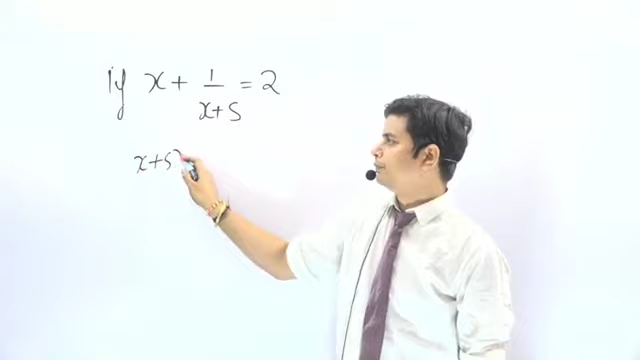 if x + 1/(x+5) = 2
x+5